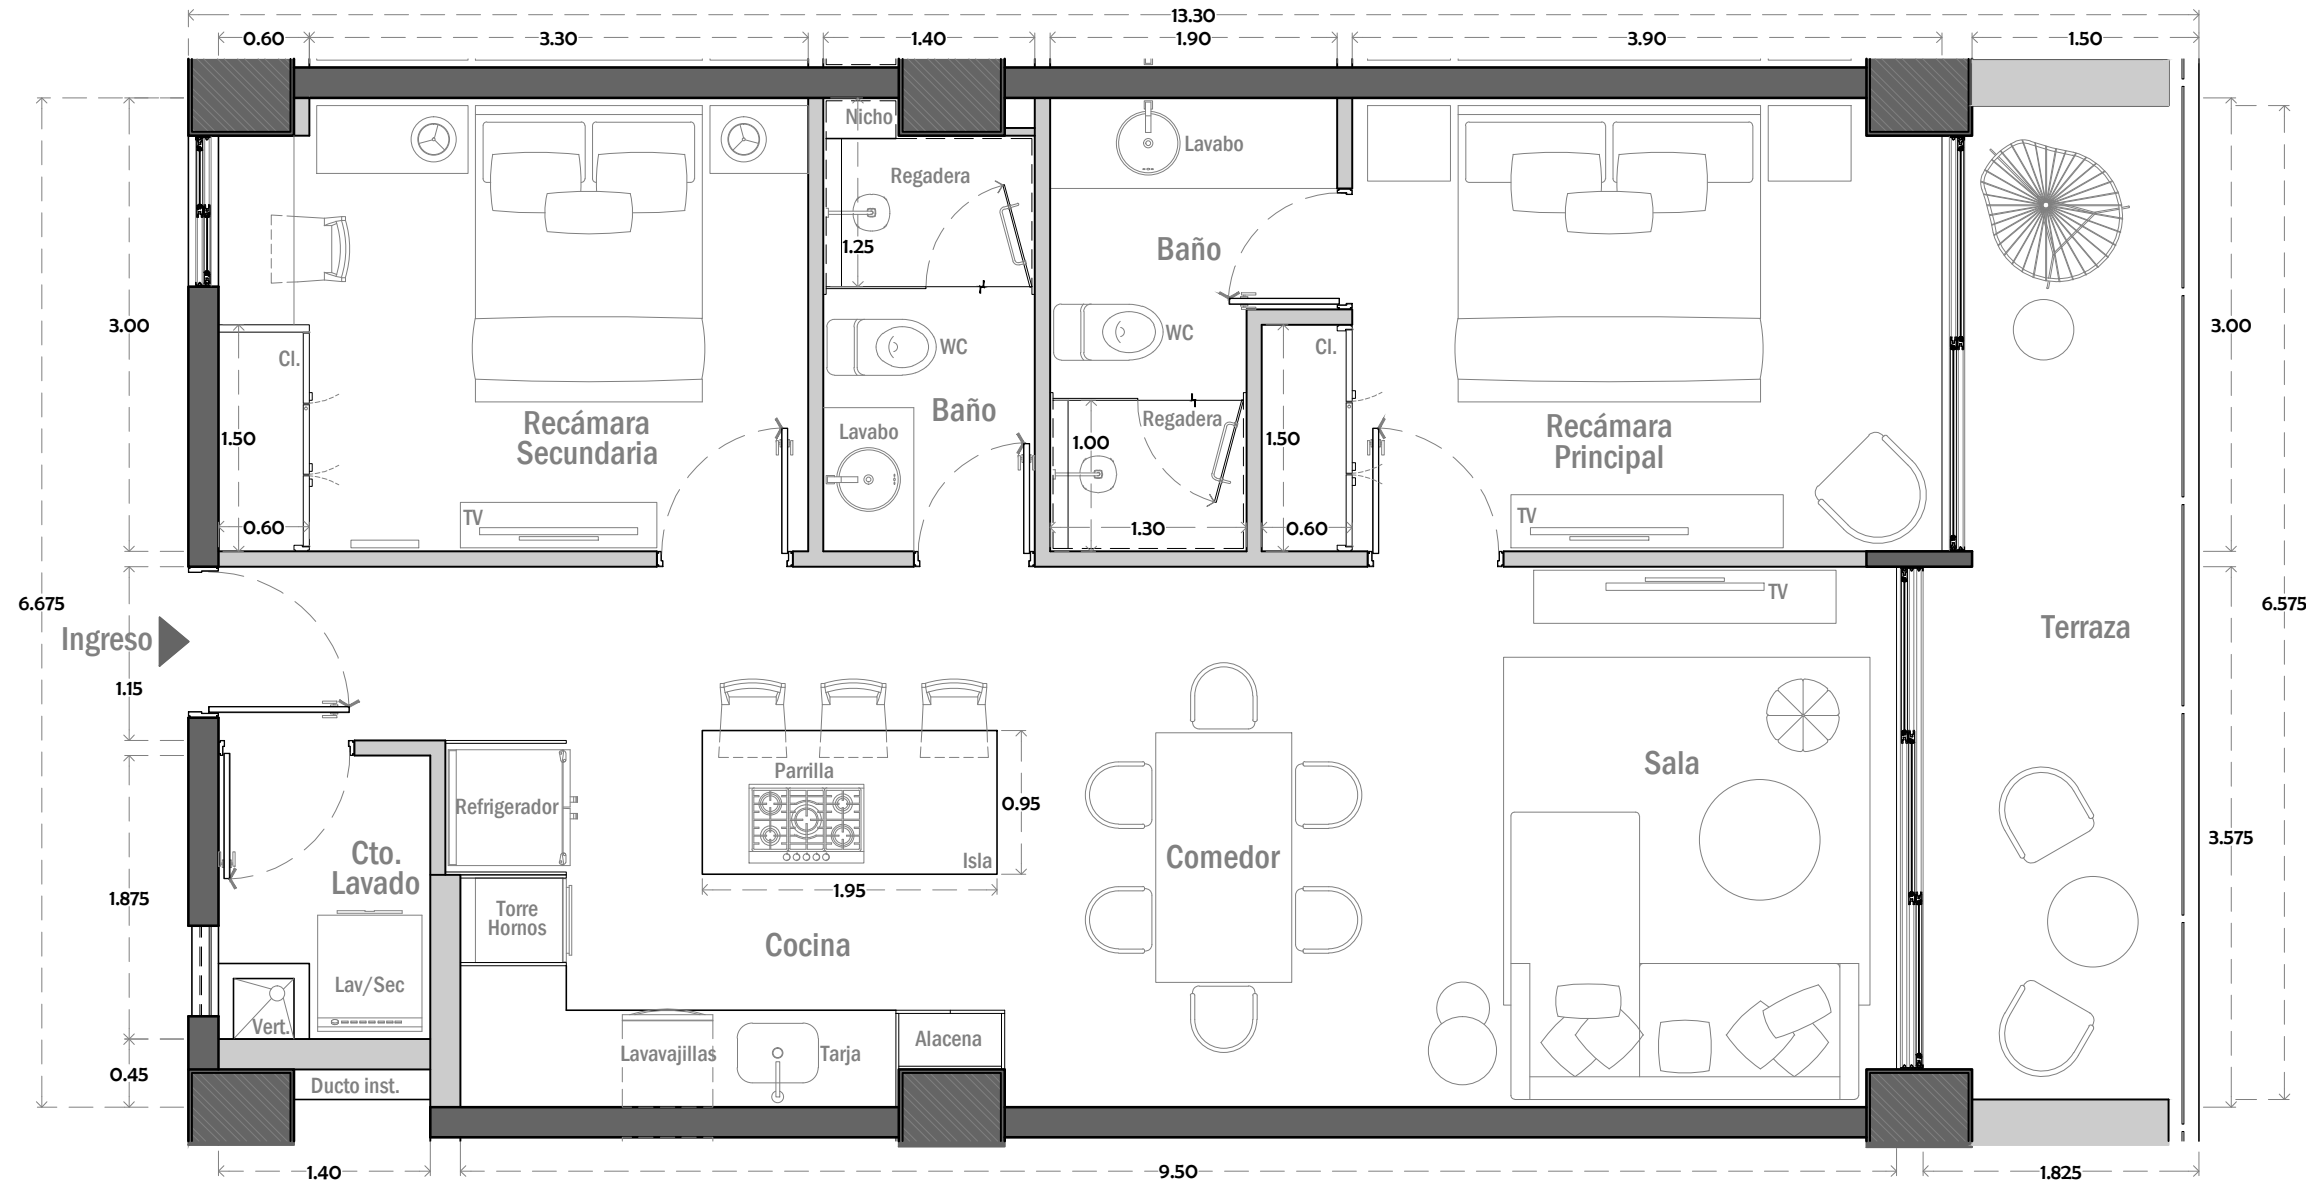 13.30
0.60
3.30
1.40
1.90
3.90
1.50
Nicho
Lavabo
Regadera
1.25
Baño
3.00
3.00
WC
WC
Cl.
Cl.
Recámara
Secundaria
Baño
Lavabo
1.50
1.00
Regadera
1.50
Recámara
Principal
0.60
TV
1.30
0.60
TV
6.675
Ingreso
1.15
TV
Terraza
6.575
Sala
Parrilla
Refrigerador
0.95
Isla
1.95
Comedor
3.575
Cto.
Lavado
1.875
Torre
Hornos
Cocina
Lav/Sec
Vert.
Lavavajillas
Tarja
Alacena
0.45
Ducto inst.
1.40
9.50
1.825